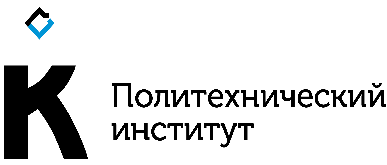 К
Политехнический
институт